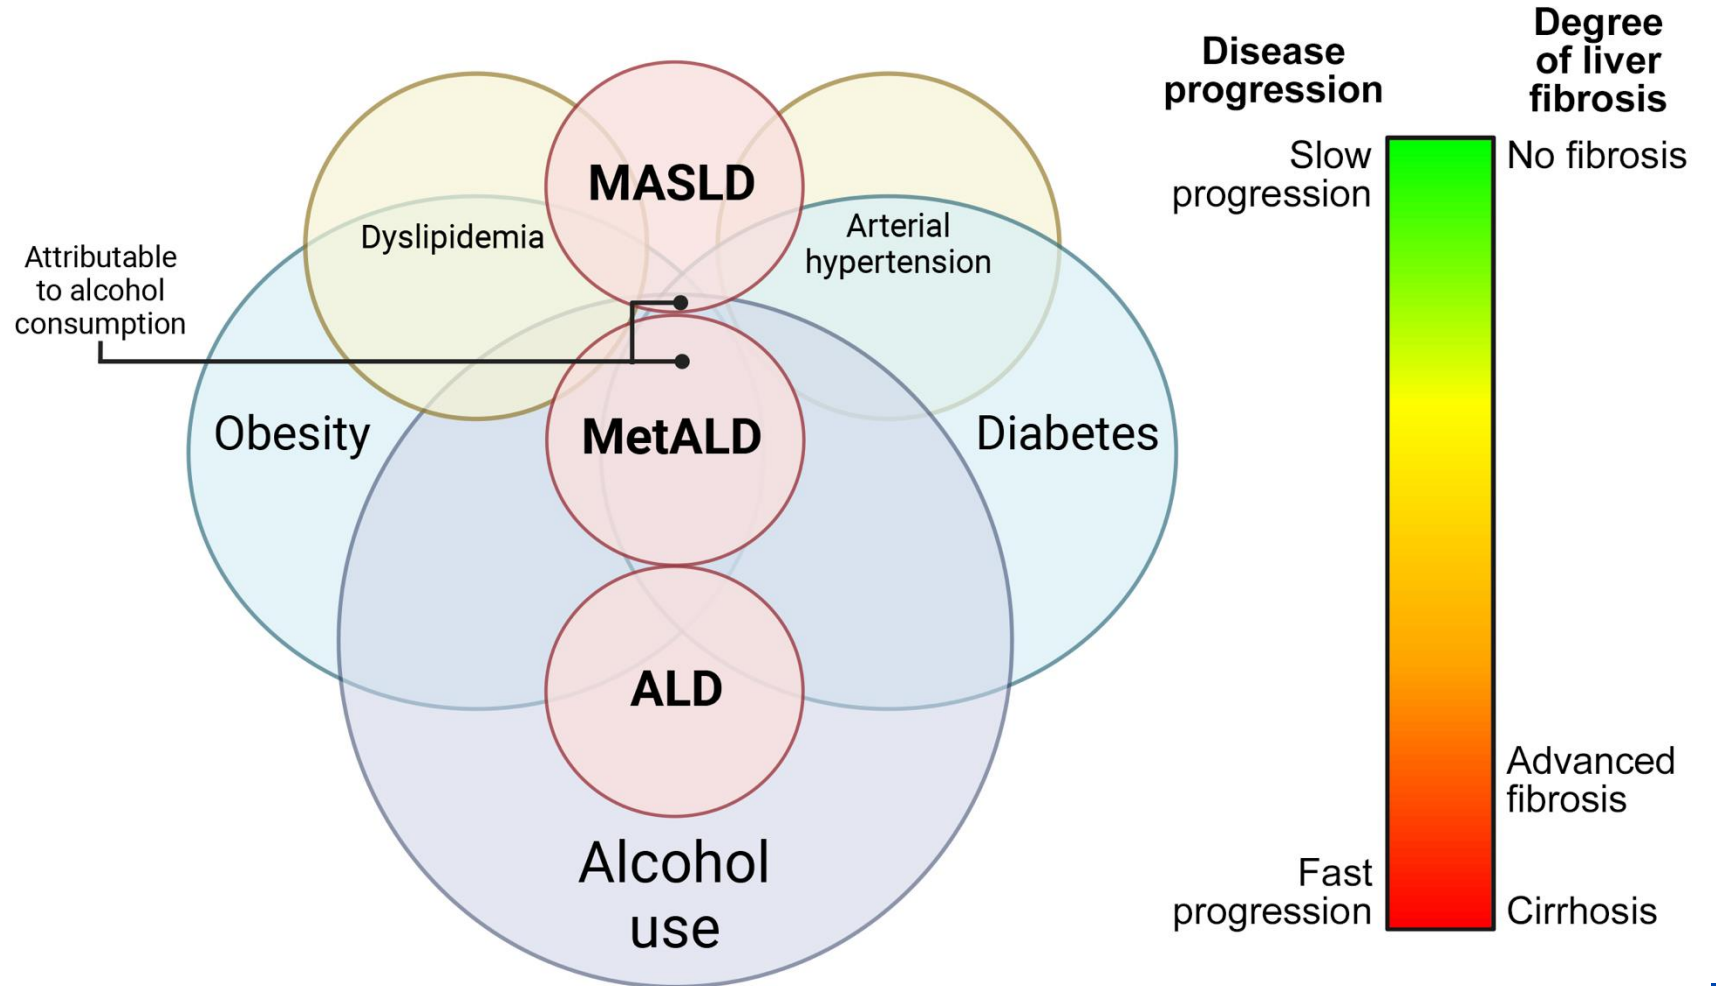 MASLD
Dyslipidemia
Arterial
hypertension
Attributable
to alcohol
consumption
Obesity
MetALD
Diabetes
ALD
Alcohol
use
Disease
progression
Degree
of liver
fibrosis
Slow
progression
No fibrosis
Advanced
fibrosis
Fast
progression
Cirrhosis